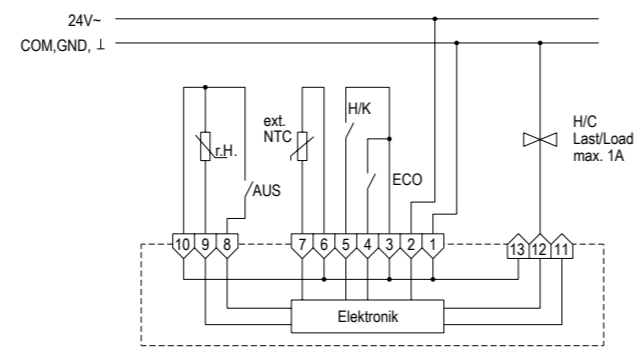 24V~
COM,GND, ⊥
H/K
ext.
NTC
r.H.
AUS
ECO
H/C
Last/Load
max. 1A
10 9 8 7 6 5 4 3 2 1 13 12 11
Elektronik